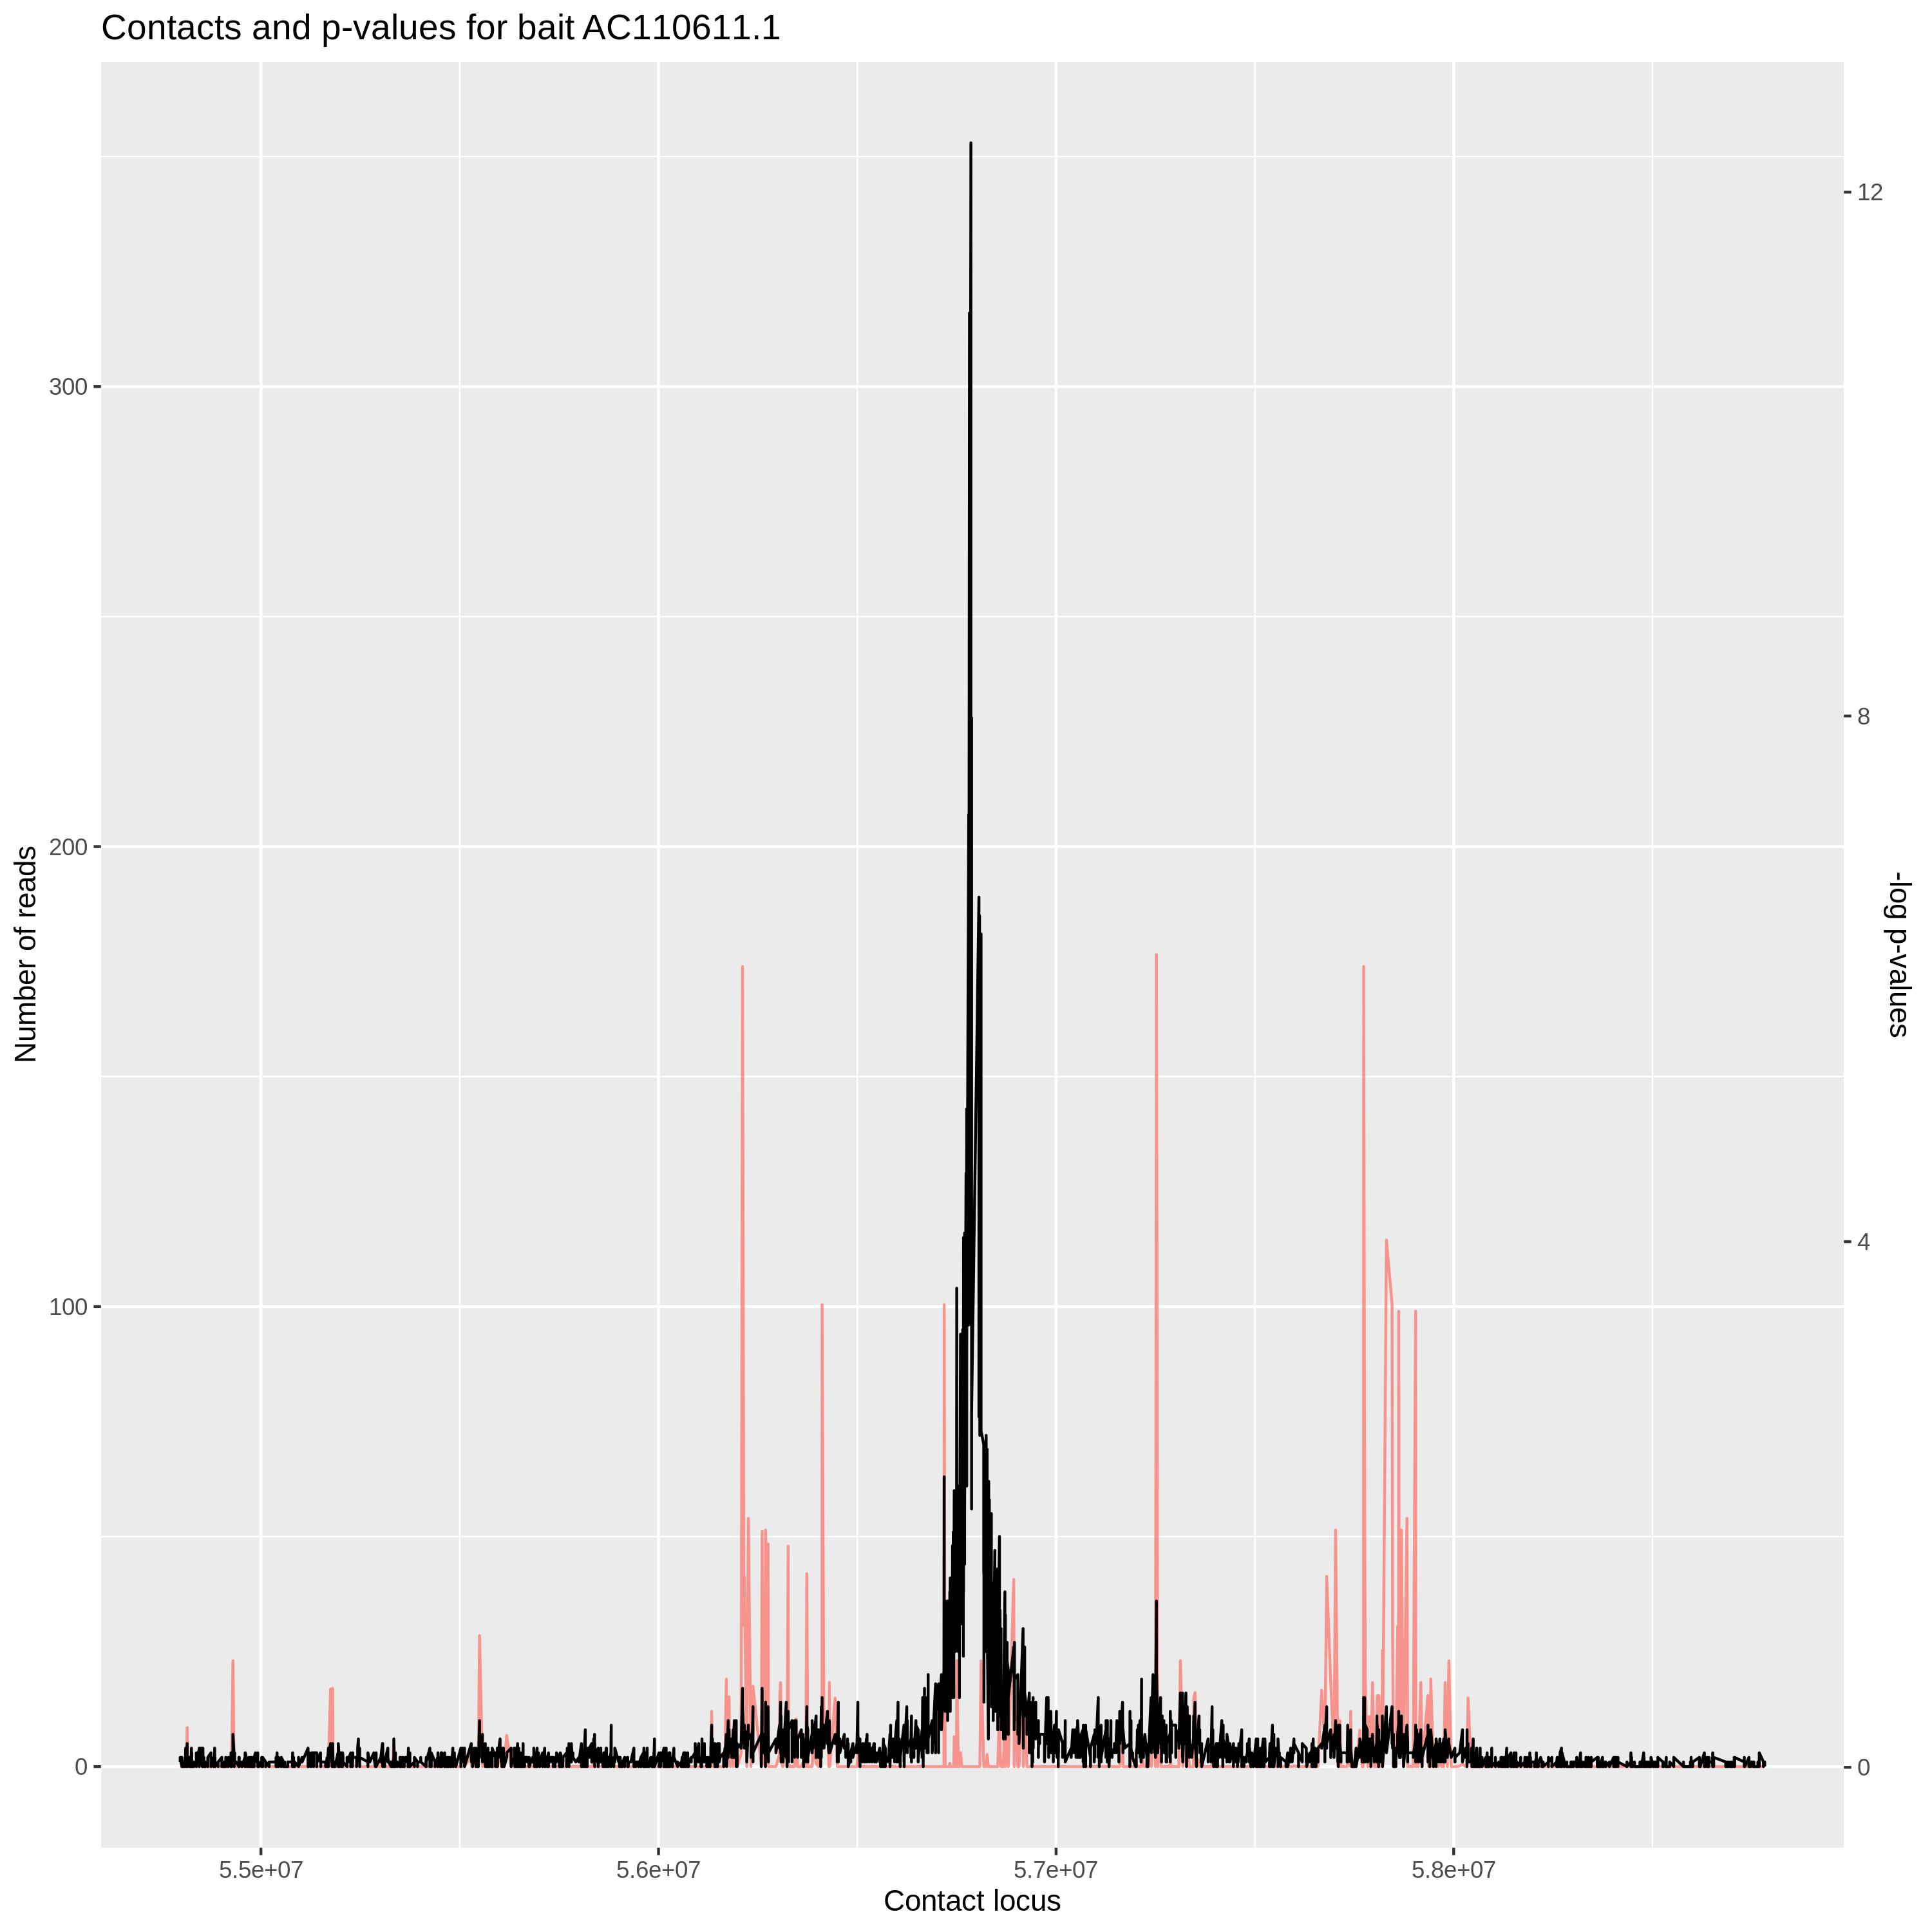 Contacts and p-values for bait AC110611.1
12
300
8
200
Number of reads
-log p-values
4
100
0
0
5.5e+07 5.6e+07 5.7e+07 5.8e+07
Contact locus